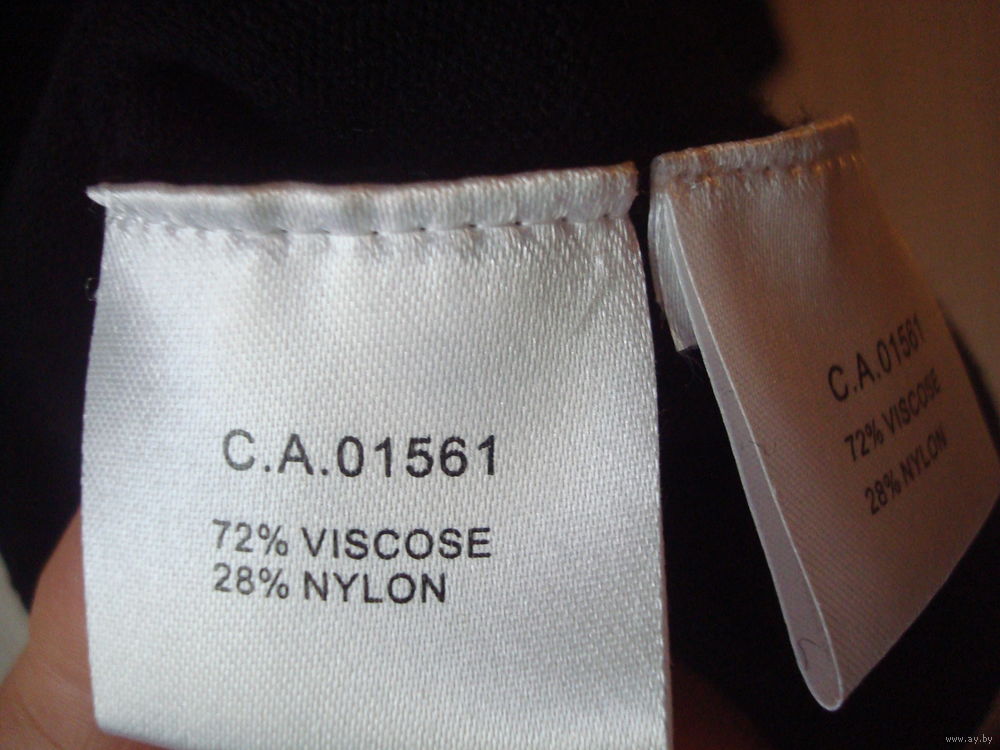 C.A.01561
72% VISCOSE
28% NYLON
C.A.01561
72% VISCOSE
28% NYLON
www.ay.by